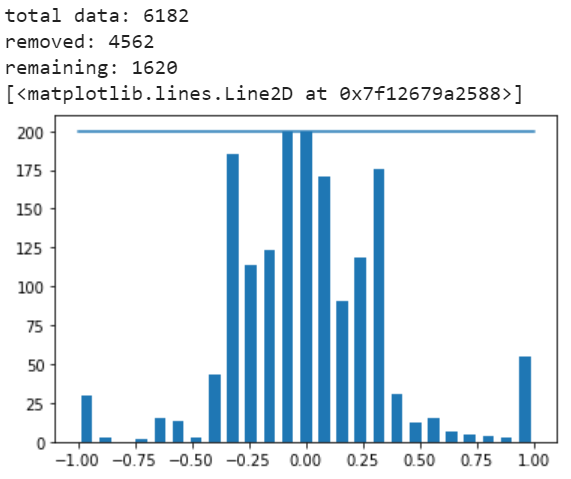 total data: 6182
removed: 4562
remaining: 1620
[<matplotlib.lines.Line2D at 0x7f12679a2588>]
200
175
150
125
100
75
50
25
0
−1.00 −0.75 −0.50 −0.25 0.00 0.25 0.50 0.75 1.00